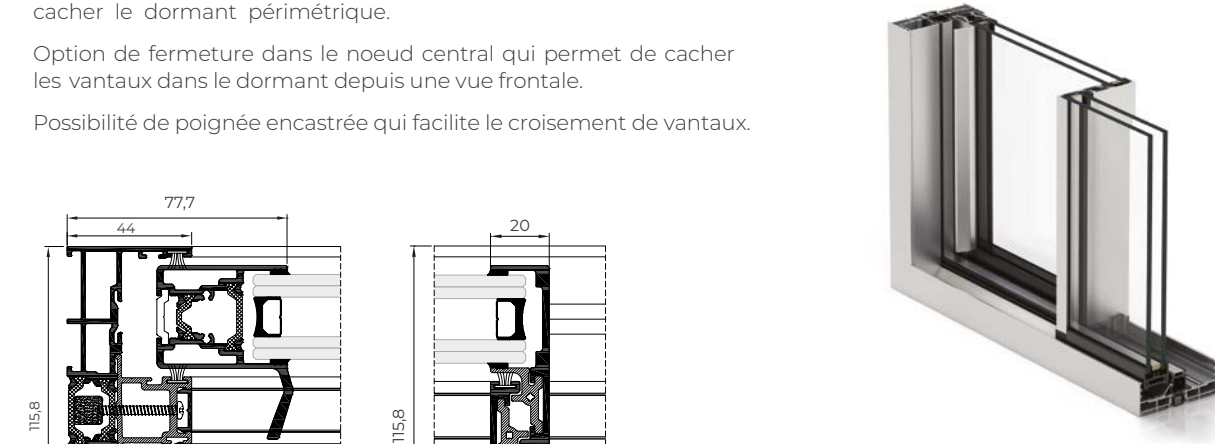 cacher le dormant périmétrique.
Option de fermeture dans le noeud central qui permet de cacher
les vantaux dans le dormant depuis une vue frontale.
Possibilité de poignée encastrée qui facilite le croisement de vantaux.
77,7
44
20
115,8
115,8